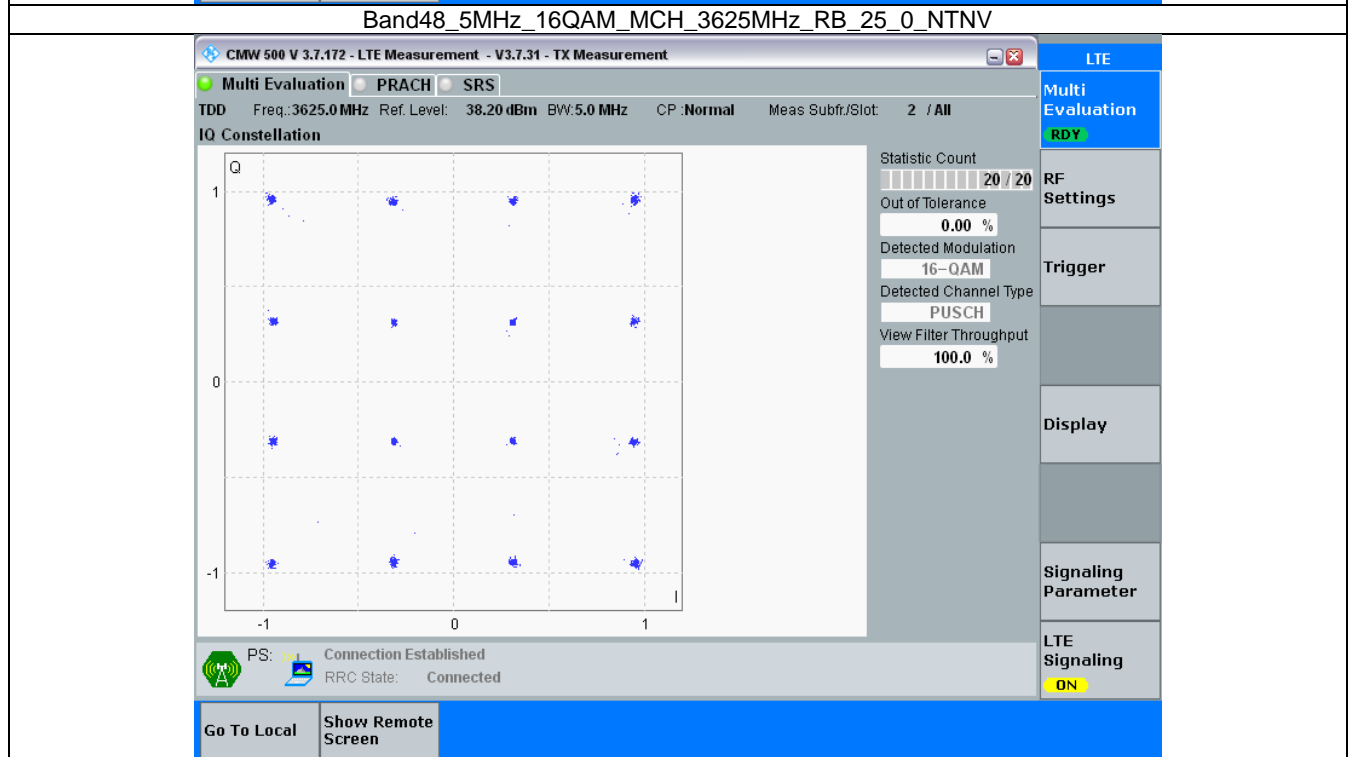 Band48_5MHz_16QAM_MCH_3625MHz_RB_25_0_NTNV
CMW 500 V 3.7.172 - LTE Measurement - V3.7.31 - TX Measurement
LTE
Multi Evaluation PRACH SRS
Multi
Evaluation
RDY
TDD Freq.:3625.0 MHz Ref. Level: 38.20 dBm BW:5.0 MHz CP :Normal Meas Subfr./Slot: 2 / All
IQ Constellation
Q
1
0
-1
I
-1 0 1
Statistic Count
20 / 20
Out of Tolerance
0.00 %
Detected Modulation
16-QAM
Detected Channel Type
PUSCH
View Filter Throughput
100.0 %
RF
Settings
Trigger
Display
Signaling
Parameter
LTE
Signaling
ON
PS: Connection Established
RRC State: Connected
Go To Local
Show Remote
Screen